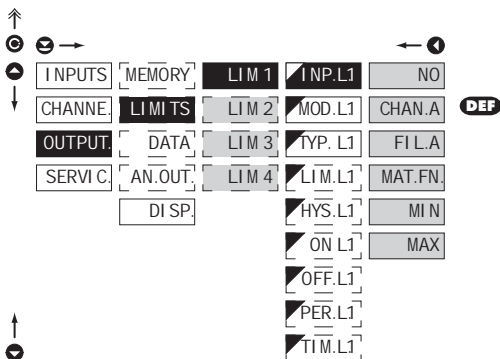 INPUTS MEMORY LIM 1 INP.L1 NO
CHANNE. LIMITS LIM 2 MOD.L1 CHAN.A DEF
OUTPUT. DATA LIM 3 TYP. L1 FIL.A
SERVIC. AN.OUT. LIM 4 LIM.L1 MAT.FN.
DISP. HYS.L1 MIN
ON L1 MAX
OFF.L1
PER.L1
TIM.L1